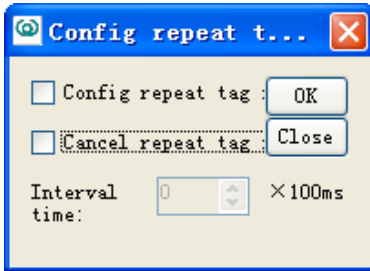 Config repeat t...
Config repeat tag :
OK
Cancel repeat tag :
Close
Interval time:
0
×100ms